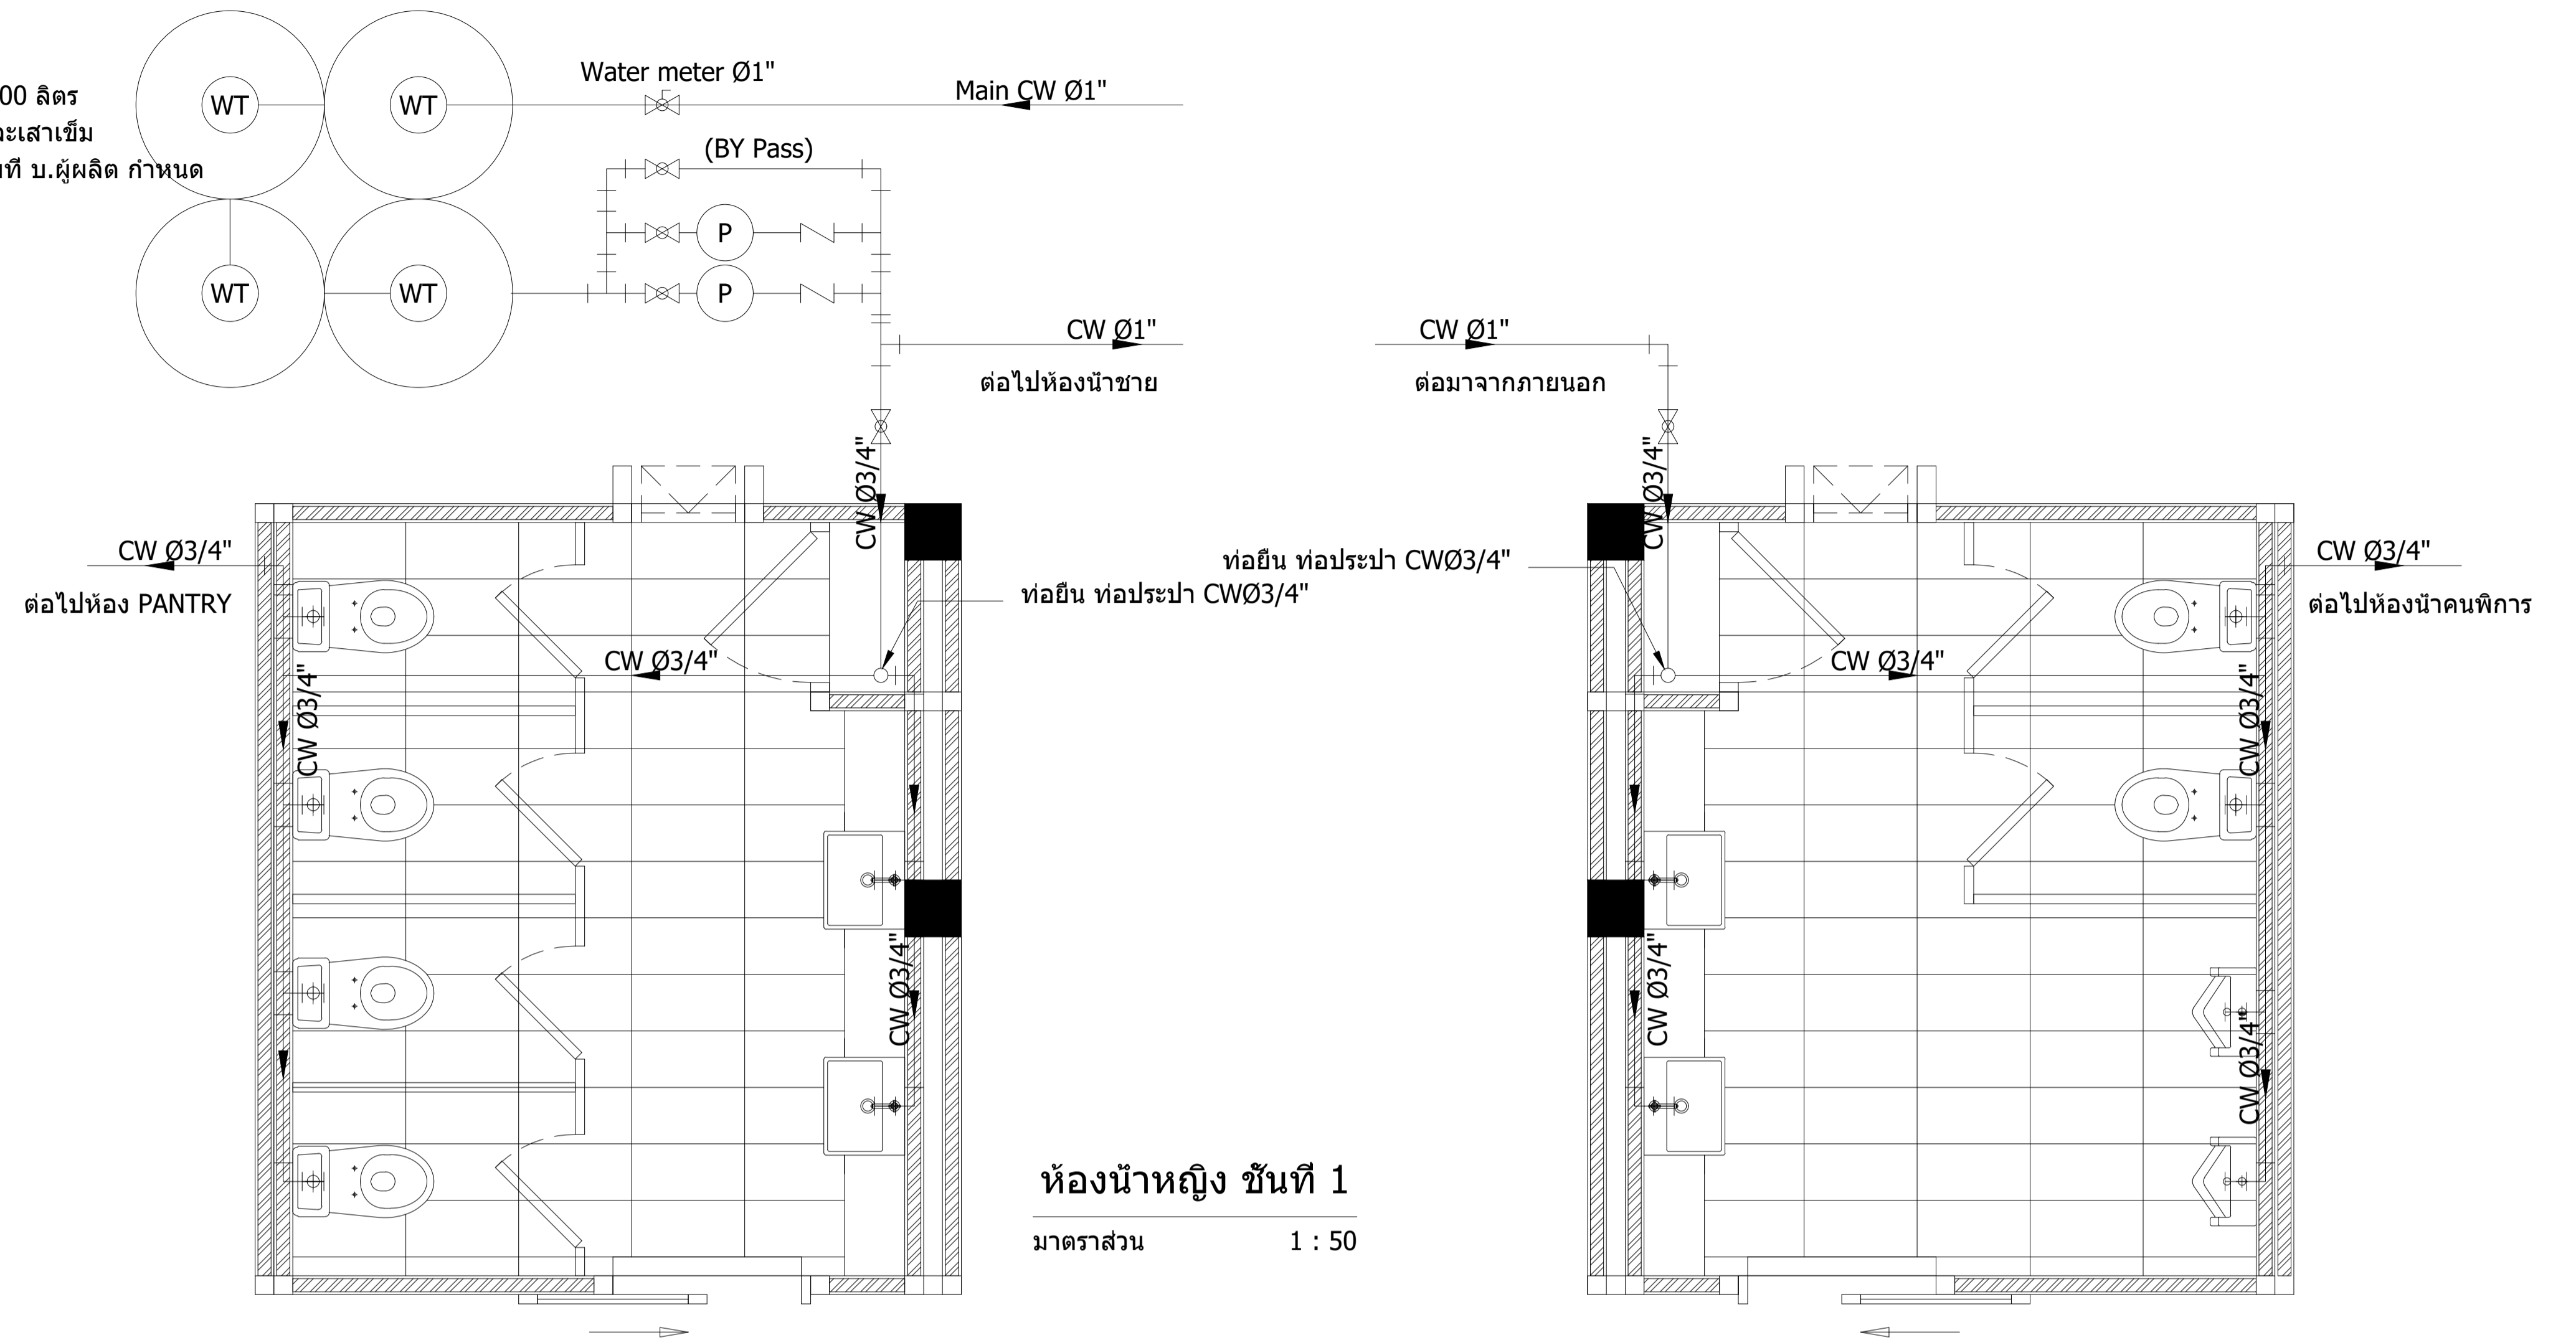 Water meter Ø1"
Main CW Ø1"
00 ลิตร
WT
WT
ะเสาเข็ม
(BY Pass)
ที่ บ.ผู้ผลิต กำหนด
P
WT
WT
P
CW Ø1"
CW Ø1"
ต่อไปห้องน้ำชาย
ต่อมาจากภายนอก
CW Ø3/4"
CW Ø3/4"
CW Ø3/4"
ต่อไปห้อง PANTRY
ท่อยืน ท่อประปา CWØ3/4"
ท่อยืน ท่อประปา CWØ3/4"
CW Ø3/4"
ต่อไปห้องน้ำคนพิการ
CW Ø3/4"
CW Ø3/4"
CW Ø3/4"
CW Ø3/4"
CW Ø3/4"
CW Ø3/4"
CW Ø3/4"
ห้องน้ำหญิง ชั้นที่ 1
มาตราส่วน 1 : 50